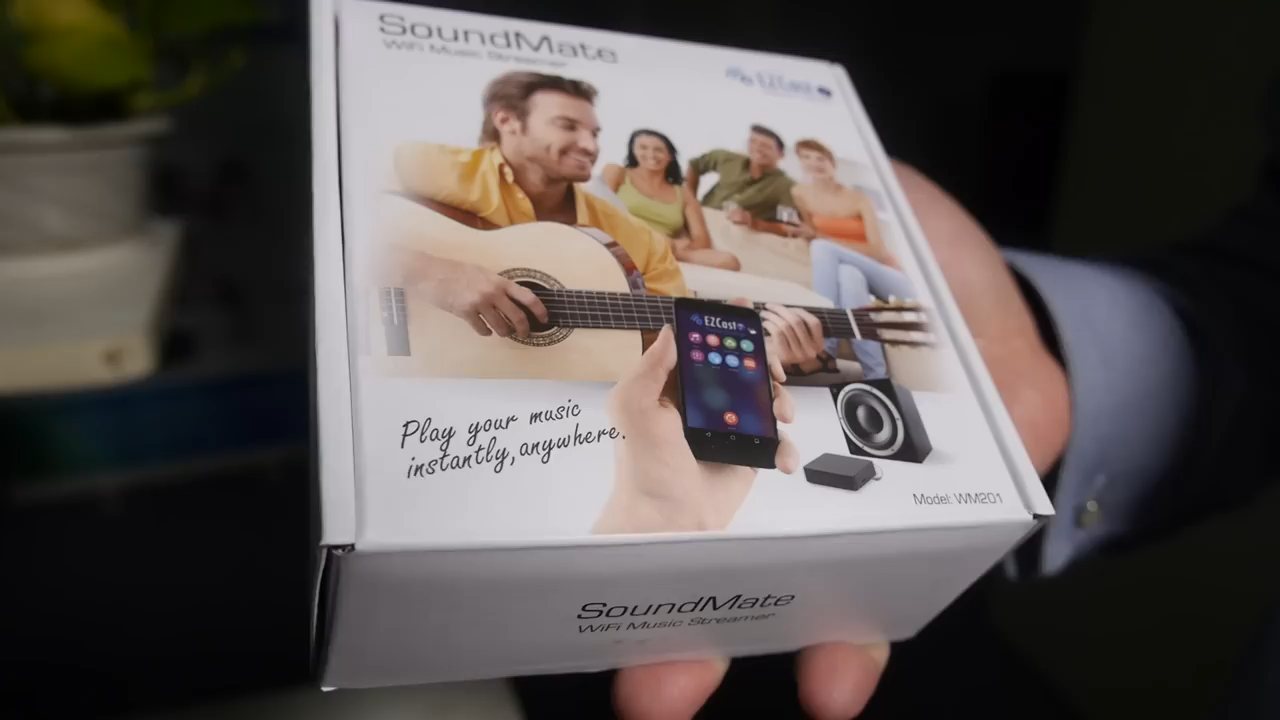 SoundMate
WiFi Music Streamer
EZCast
EZCast
Play your music
instantly, anywhere.
Model: WM201
SoundMate
WiFi Music Streamer